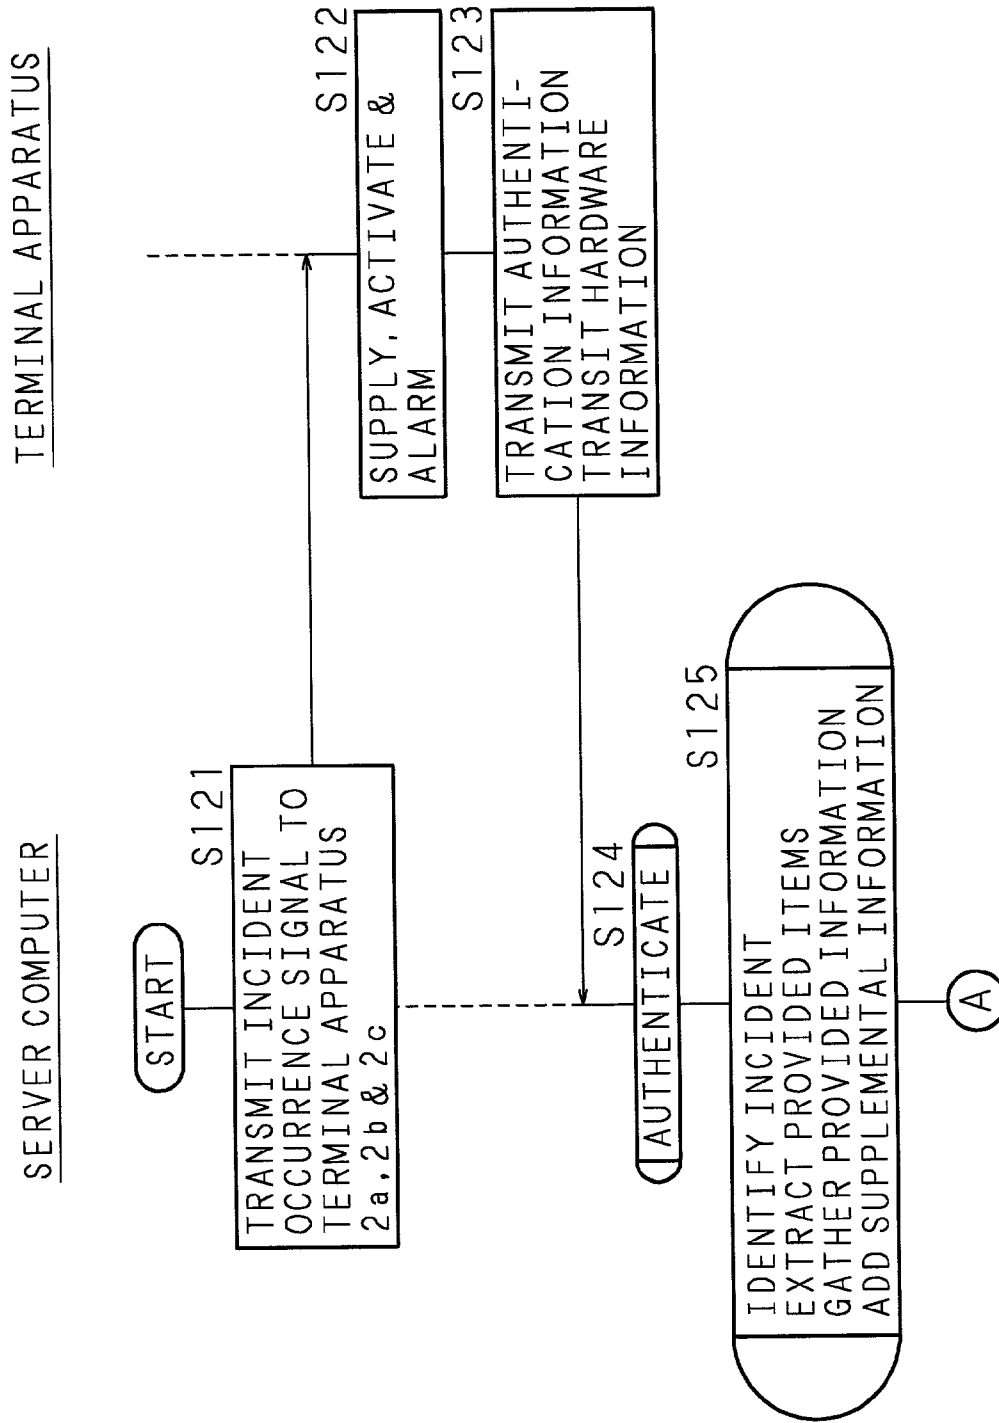 SERVER COMPUTER
TERMINAL APPARATUS
START
S121
TRANSMIT INCIDENT
OCCURRENCE SIGNAL TO
TERMINAL APPARATUS
2a,2b & 2c
S122
SUPPLY, ACTIVATE &
ALARM
S123
TRANSMIT AUTHENTI-
CATION INFORMATION
TRANSIT HARDWARE
INFORMATION
S124
AUTHENTICATE
S125
IDENTIFY INCIDENT
EXTRACT PROVIDED ITEMS
GATHER PROVIDED INFORMATION
ADD SUPPLEMENTAL INFORMATION
A